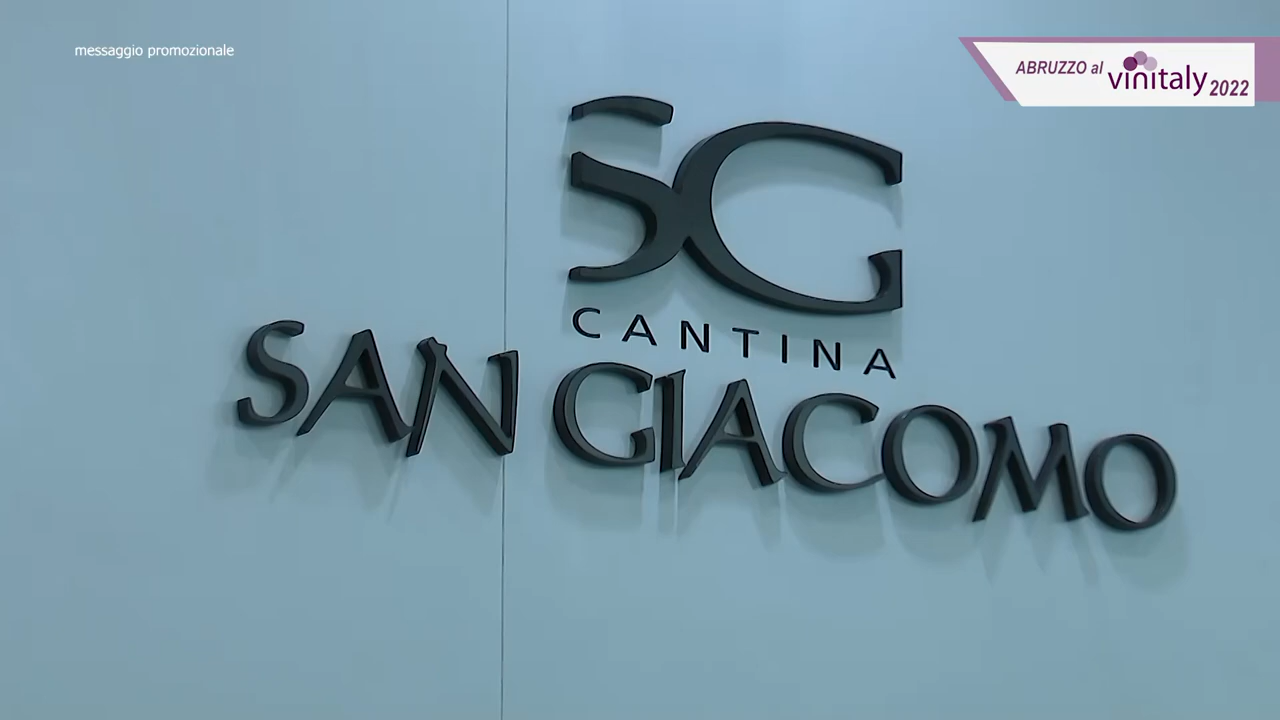 messaggio promozionale
ABRUZZO al vinitaly 2022
SG
CANTINA
SAN GIACOMO